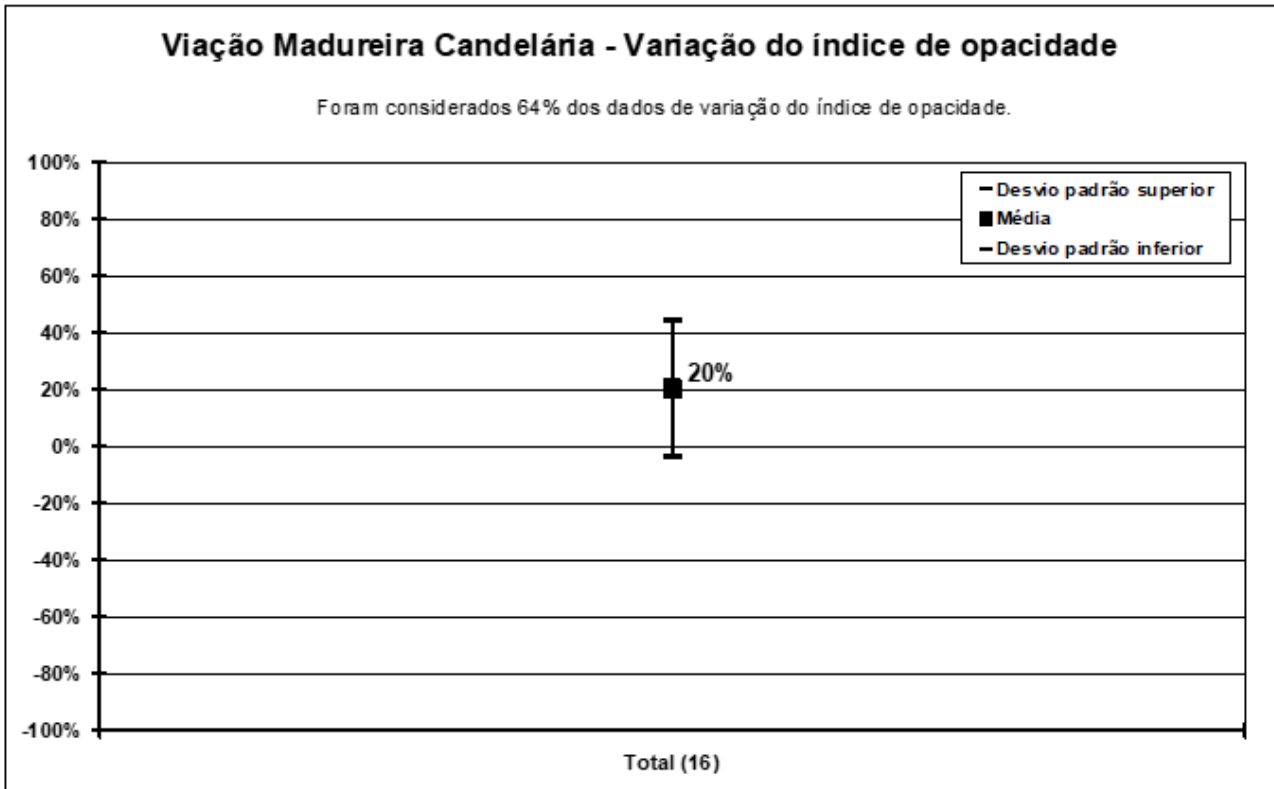 Viação Madureira Candelária - Variação do índice de opacidade
Foram considerados 64% dos dados de variação do índice de opacidade.
100%
80%
60%
40%
20%
0%
-20%
-40%
-60%
-80%
-100%
Desvio padrão superior
Média
Desvio padrão inferior
20%
Total (16)